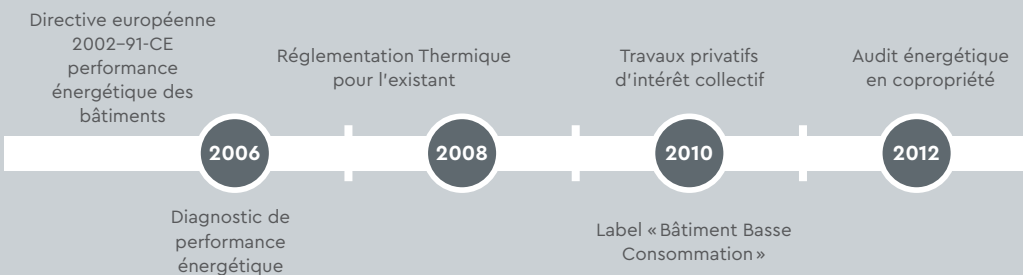 Directive européenne
2002-91-CE
performance
énergétique des
bâtiments
Réglementation Thermique
pour l'existant
Travaux privatifs
d'intérêt collectif
Audit énergétique
en copropriété
2006
2008
2010
2012
Diagnostic de
performance
énergétique
Label « Bâtiment Basse
Consommation »